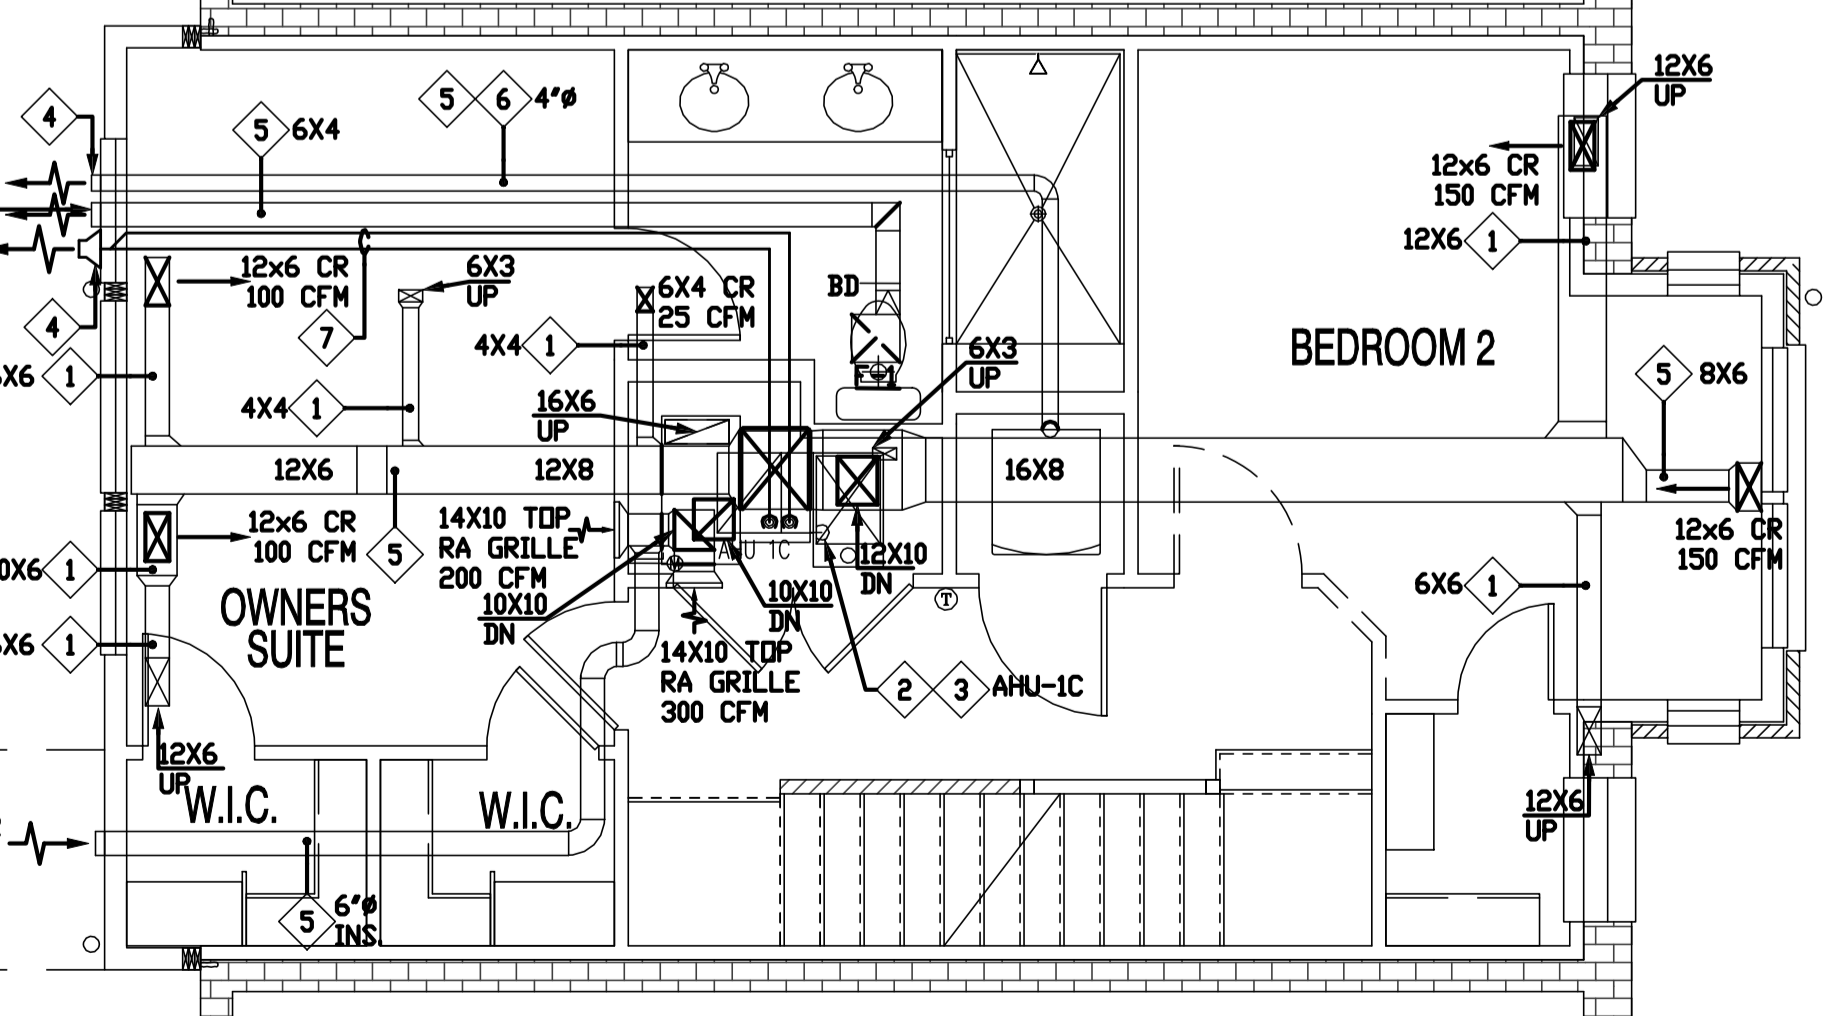 12X6
UP
4
5
6X4
5
6
4"ø
12x6 CR
150 CFM
12X6
1
12x6 CR
100 CFM
6X3
UP
6X4 CR
25 CFM
BD
4
7
4X4
1
6X3
UP
BEDROOM 2
X6
1
4X4
1
16X6
UP
5
8X6
12X6
12X8
16X8
12x6 CR
100 CFM
5
14X10 TOP
RA GRILLE
200 CFM
AHU 1C
12X10
DN
12x6 CR
150 CFM
0X6
1
10X10
DN
10X10
DN
6X6
1
OWNERS
SUITE
T
M
X6
1
14X10 TOP
RA GRILLE
300 CFM
2
3
AHU-1C
12X6
UP
W.I.C.
W.I.C.
12X6
UP
5
6"ø
INS.